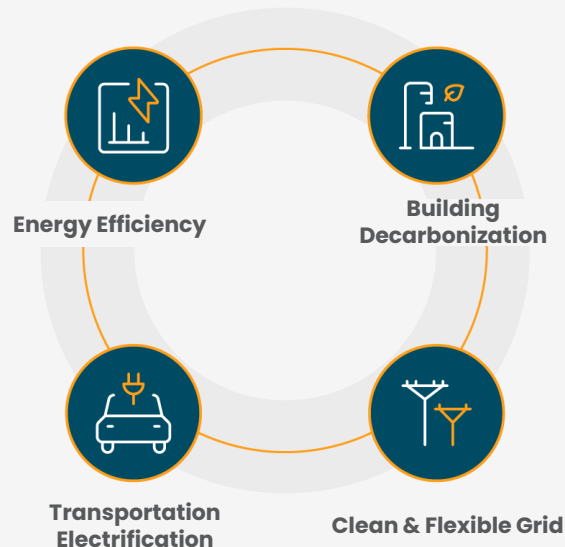 Energy Efficiency
Building
Decarbonization
Transportation
Electrification
Clean & Flexible Grid